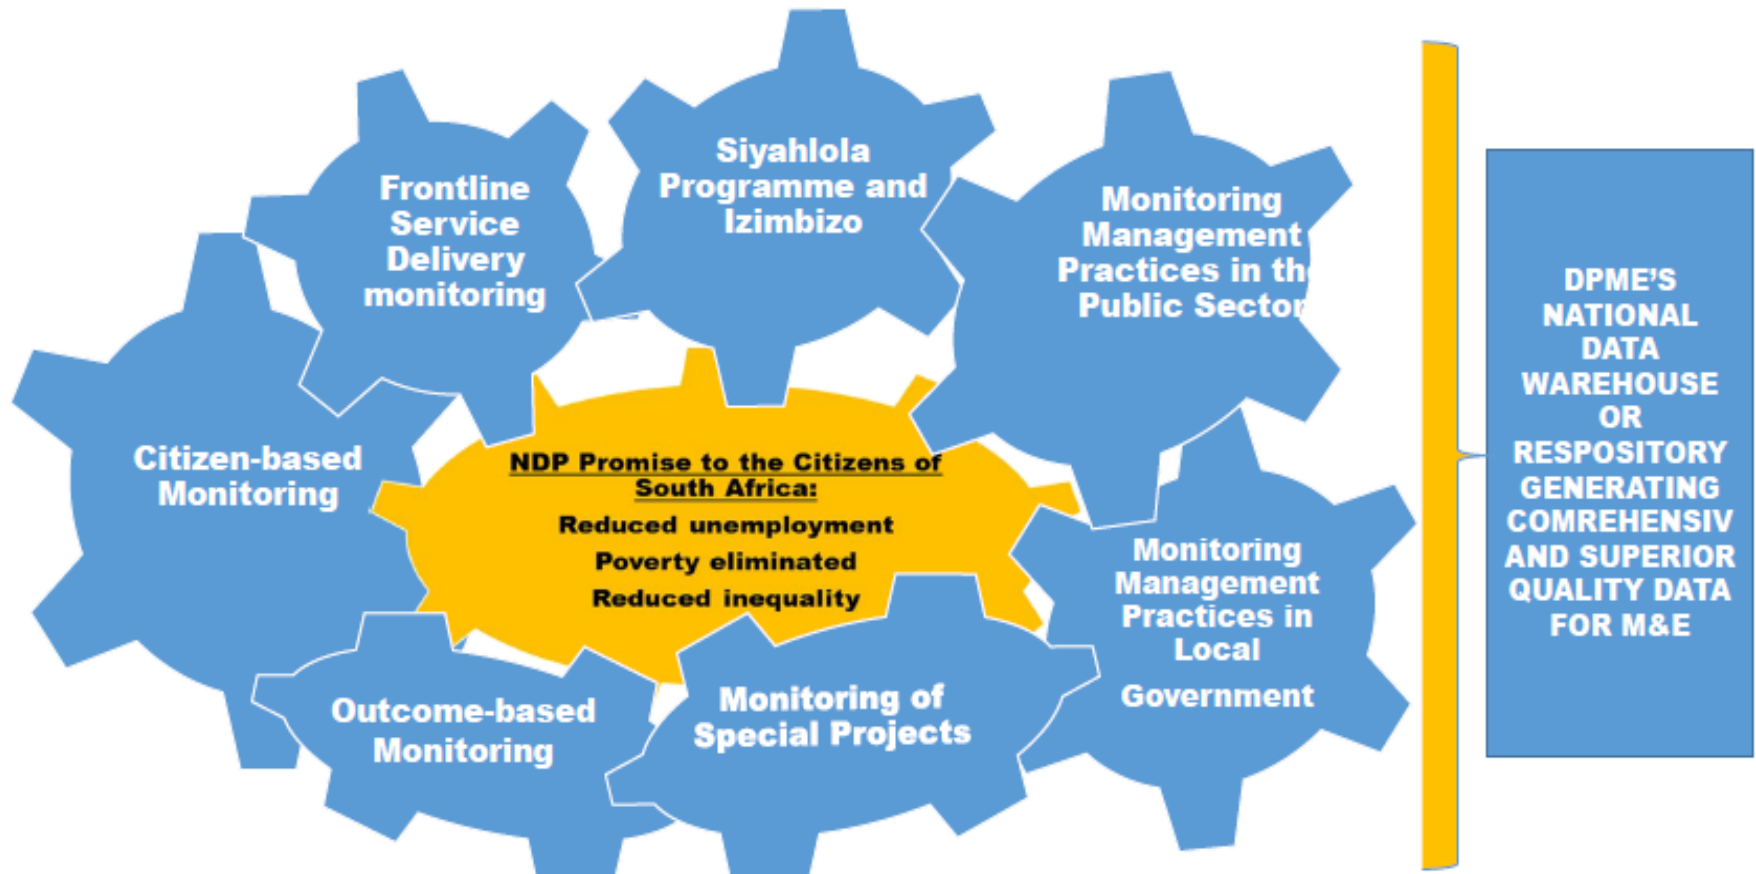 Siyahlola
Programme and
Izimbizo
Frontline
Service
Delivery
monitoring
Monitoring
Management
Practices in the
Public Sector
Citizen-based
Monitoring
NDP Promise to the Citizens of
South Africa:
Reduced unemployment
Poverty eliminated
Reduced inequality
Monitoring
Management
Practices in
Local
Government
Outcome-based
Monitoring
Monitoring of
Special Projects
DPME’S
NATIONAL
DATA
WAREHOUSE
OR
RESPOSITORY
GENERATING
COMREHENSIV
AND SUPERIOR
QUALITY DATA
FOR M&E